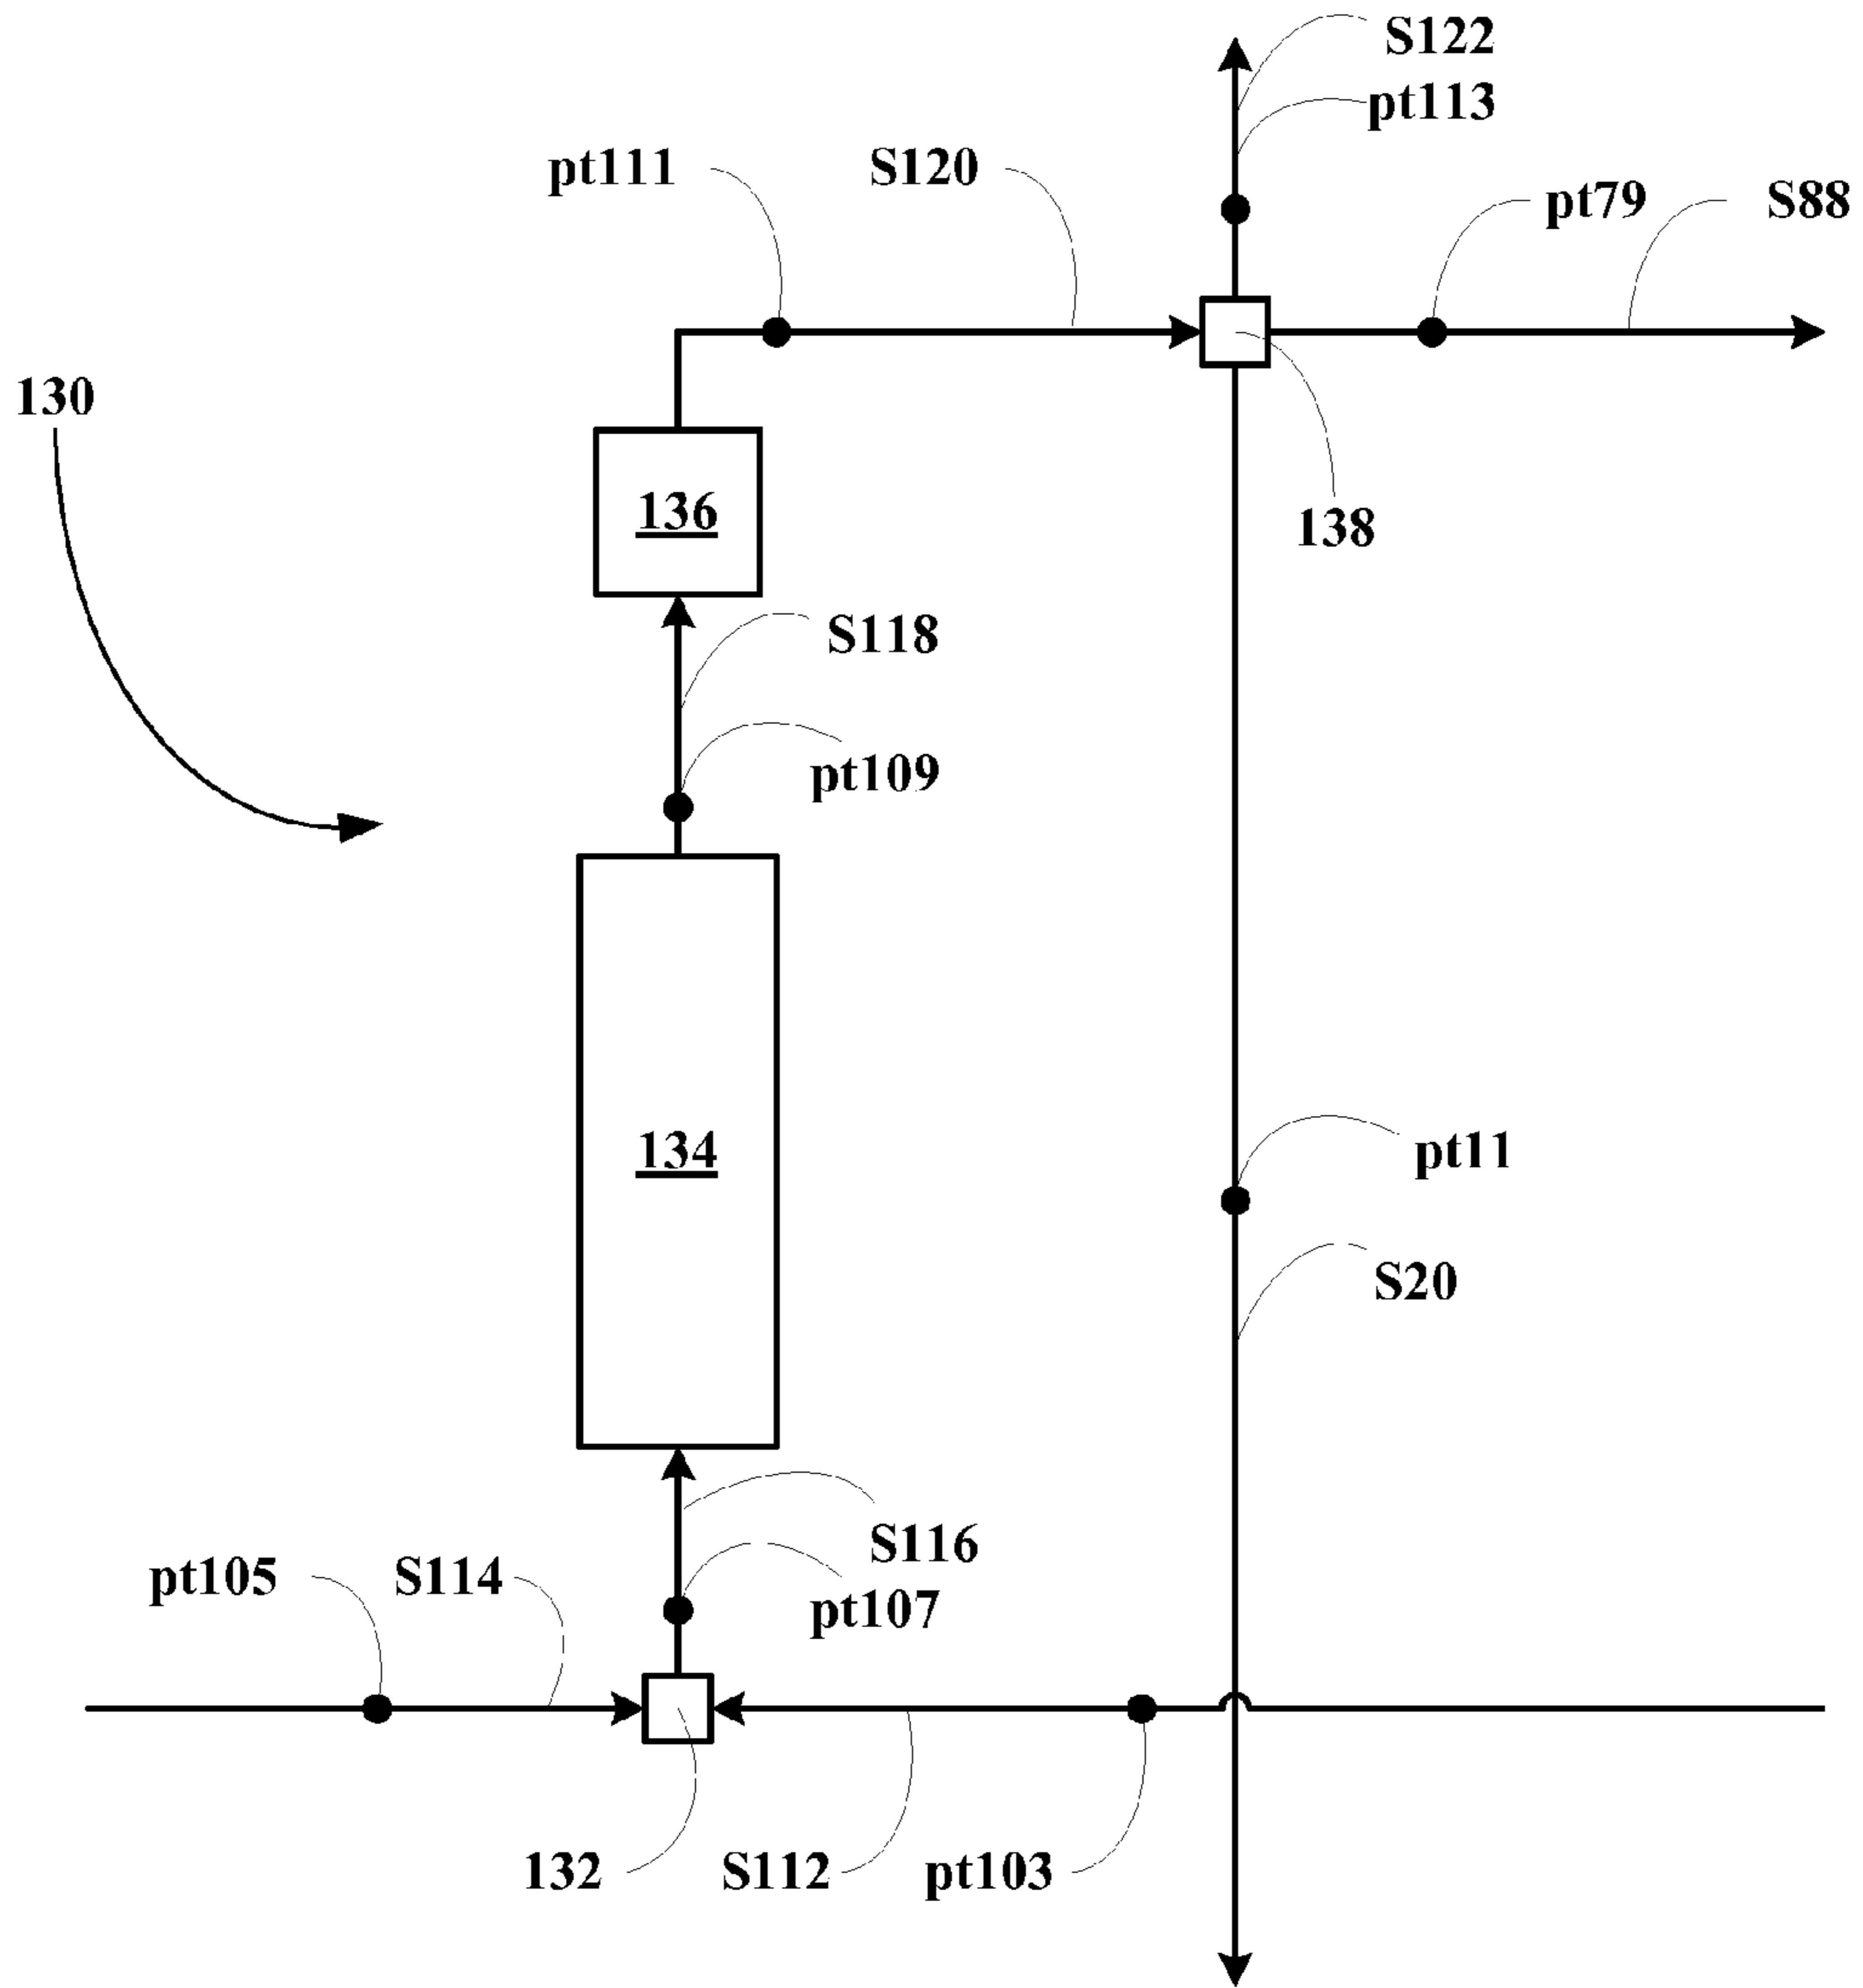 S122
pt113
pt111 S120
pt79 S88
130
136
138
S118
pt109
134
pt11
S20
S116
pt105 S114
pt107
132 S112 pt103